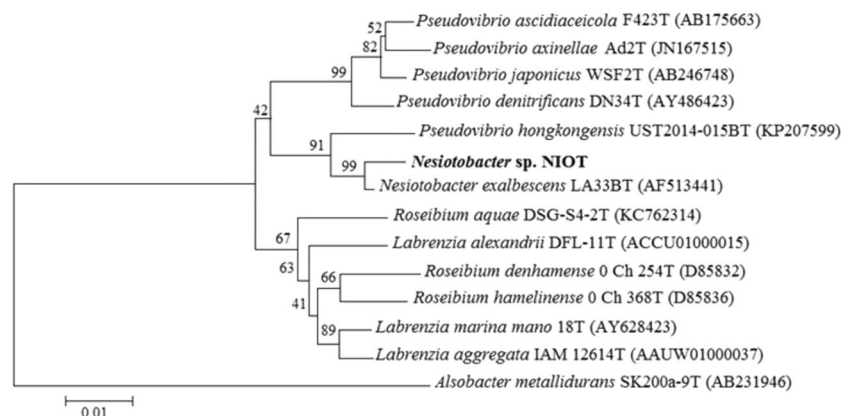 Pseudovibrio ascidiaceicola F423T (AB175663)
52
Pseudovibrio axinellae Ad2T (JN167515)
82
Pseudovibrio japonicus WSF2T (AB246748)
99
Pseudovibrio denitrificans DN34T (AY486423)
42
Pseudovibrio hongkongensis UST2014-015BT (KP207599)
91
Nesiotobacter sp. NIOT
99
Nesiotobacter exalbescens LA33BT (AF513441)
Roseibium aquae DSG-S4-2T (KC762314)
67
Labrenzia alexandrii DFL-11T (ACCU01000015)
63
Roseibium denhamense 0 Ch 254T (D85832)
66
Roseibium hamelinense 0 Ch 368T (D85836)
41
Labrenzia marina mano 18T (AY628423)
89
Labrenzia aggregata IAM 12614T (AAUW01000037)
Alsobacter metallidurans SK200a-9T (AB231946)
0.01